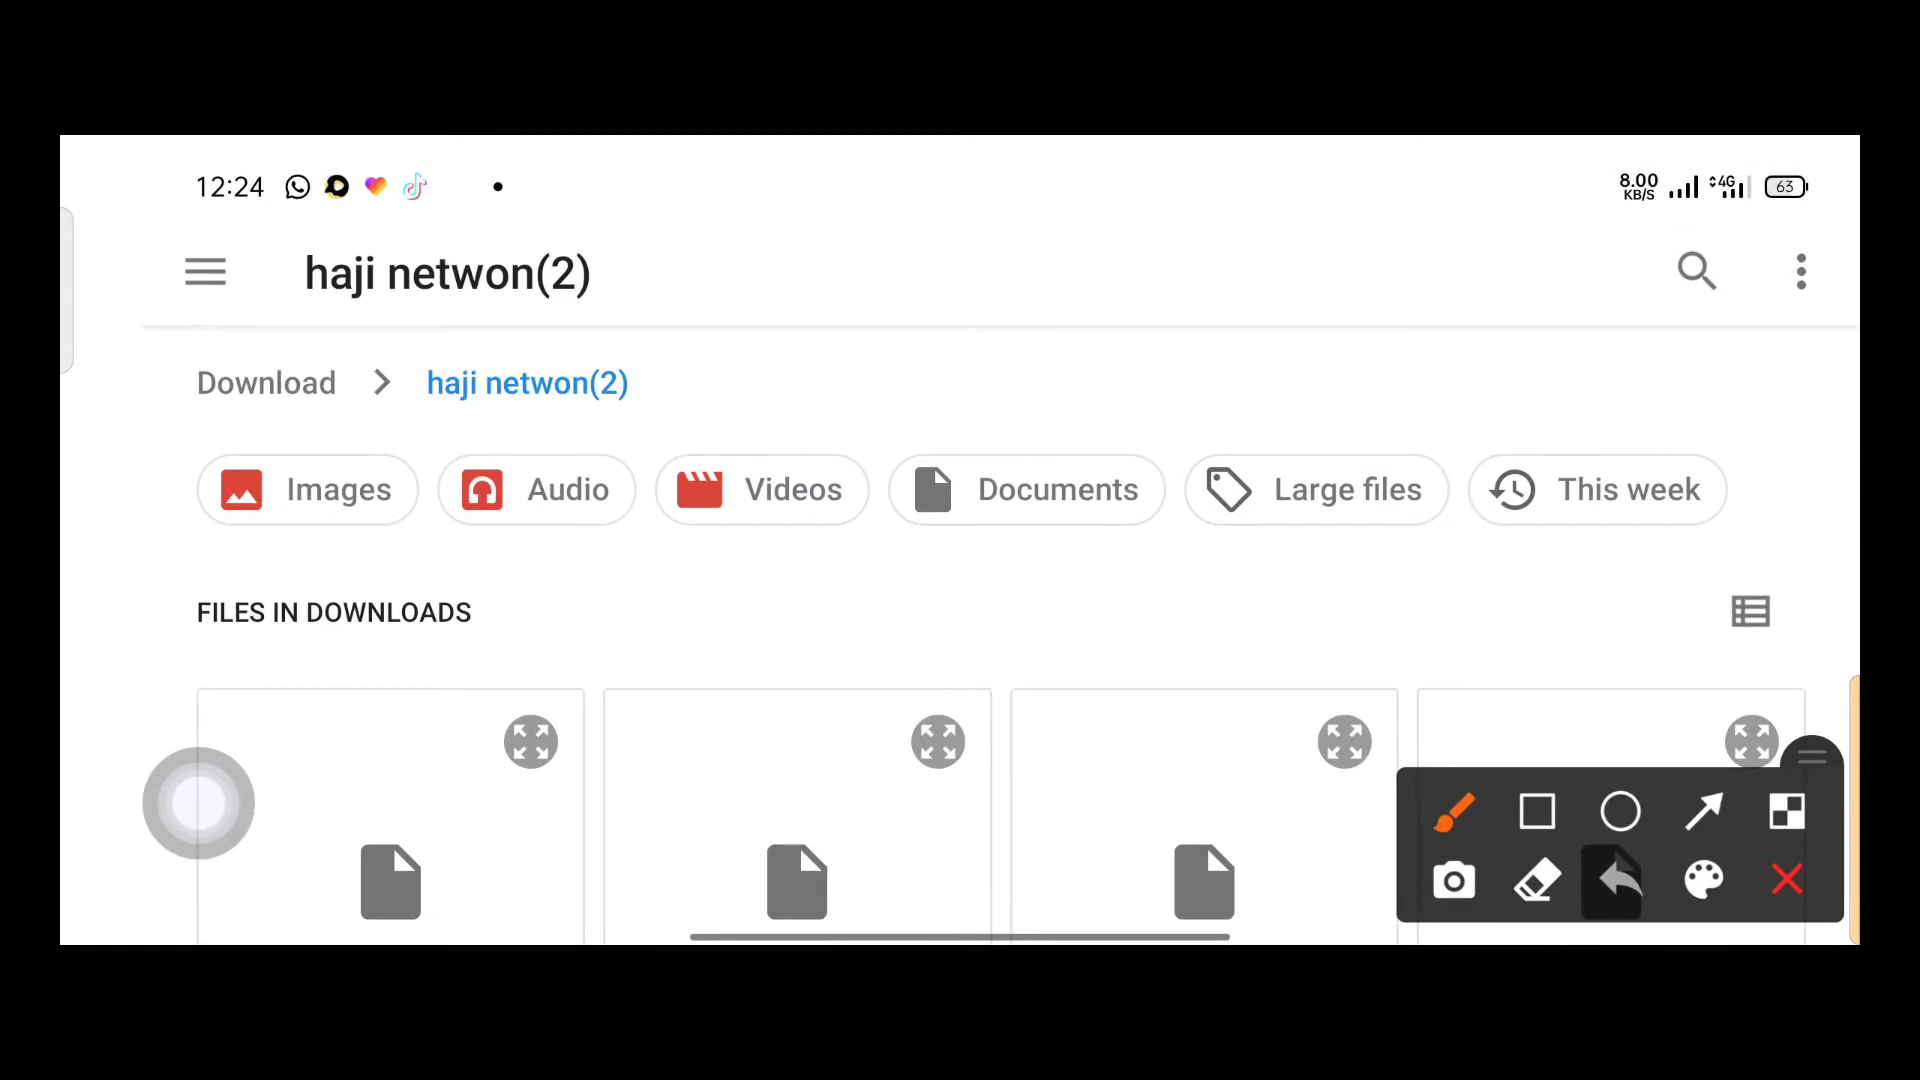 12:24
8.00 KB/S 4G 63
haji netwon(2)
Download haji netwon(2)
Images Audio Videos Documents Large files This week
FILES IN DOWNLOADS